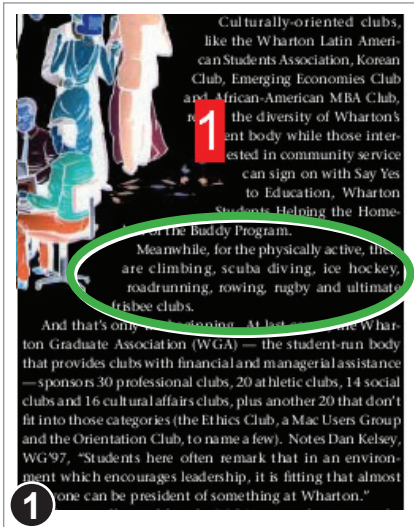 Culturally-oriented clubs,
like the Wharton Latin Ameri-
can Students Association, Korean
Club, Emerging Economies Club
and African-American MBA Club,
the diversity of Wharton's
ent body while those inter-
ested in community service
can sign on with Say Yes
to Education, Wharton
Students Helping the Home-
or the Buddy Program.
Meanwhile, for the physically active, there
are climbing, scuba diving, ice hockey,
roadrunning, rowing, rugby and ultimate
frisbee clubs.
And that's only the beginning. At last the Whar-
ton Graduate Association (WGA) — the student-run body
that provides clubs with financial and managerial assistance
— sponsors 30 professional clubs, 20 athletic clubs, 14 social
clubs and 16 cultural affairs clubs, plus another 20 that don't
fit into those categories (the Ethics Club, a Mac Users Group
and the Orientation Club, to name a few). Notes Dan Kelsey,
WG'97, "Students here often remark that in an environ-
ment which encourages leadership, it is fitting that almost
one can be president of something at Wharton."
1
1